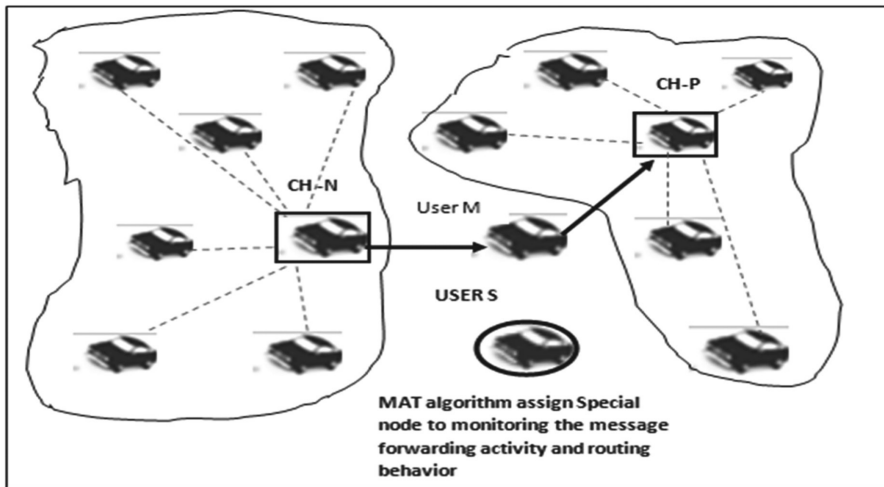 CH-P
CH-N
User M
USER S
MAT algorithm assign Special
node to monitoring the message
forwarding activity and routing
behavior